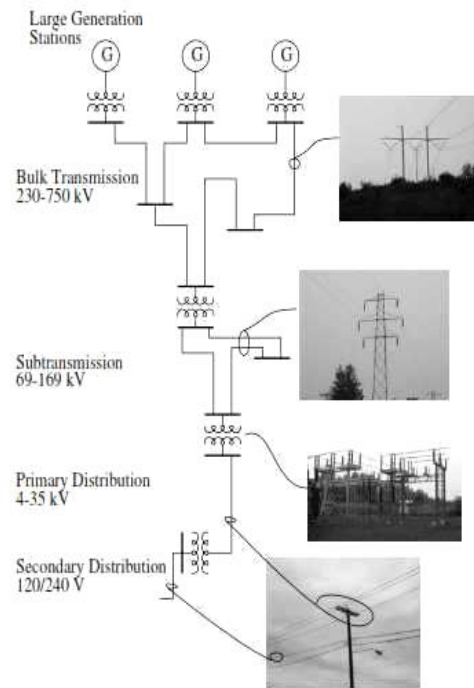 Large Generation
Stations
G
G
G
Bulk Transmission
230-750 kV
Subtransmission
69-169 kV
Primary Distribution
4-35 kV
Secondary Distribution
120/240 V